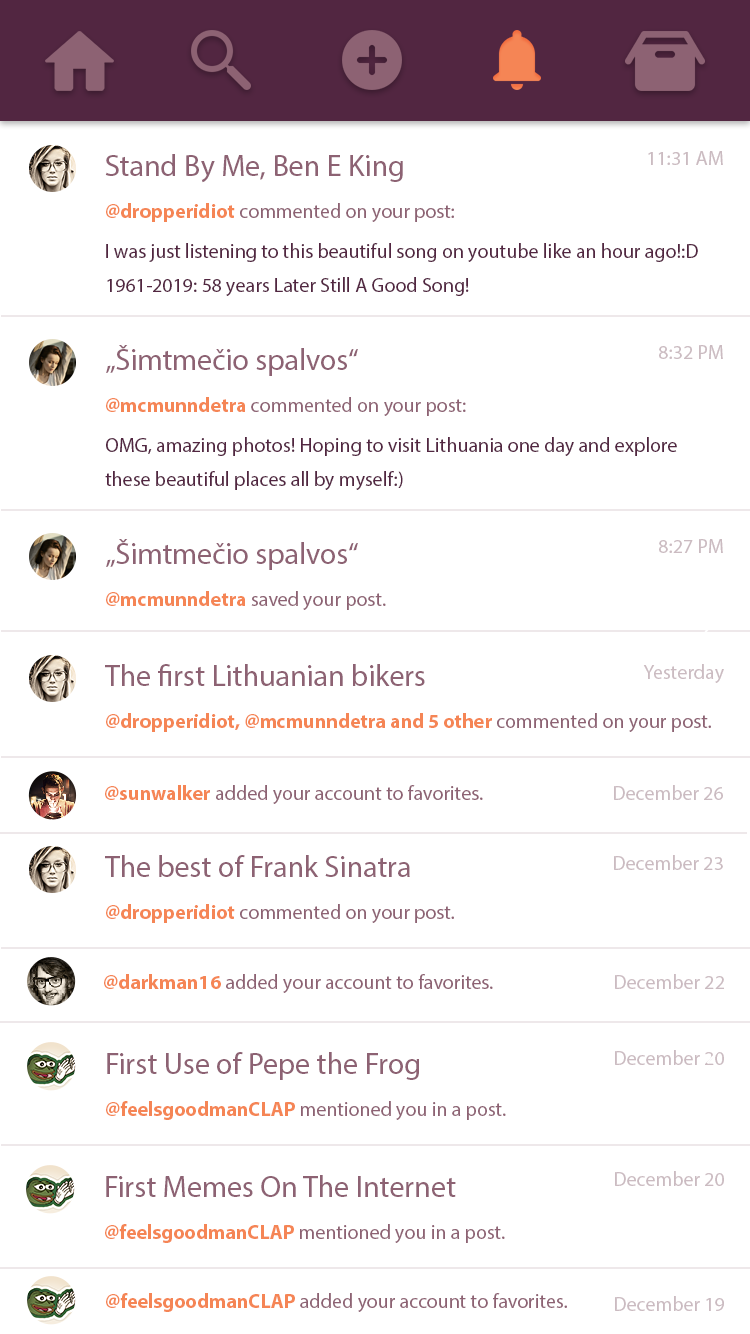 Stand By Me, Ben E King
11:31 AM
@dropperidiot commented on your post:
I was just listening to this beautiful song on youtube like an hour ago!:D
1961-2019: 58 years Later Still A Good Song!
„Šimtmečio spalvos“
8:32 PM
@mcmunndetra commented on your post:
OMG, amazing photos! Hoping to visit Lithuania one day and explore
these beautiful places all by myself:)
„Šimtmečio spalvos“
8:27 PM
@mcmunndetra saved your post.
The first Lithuanian bikers
Yesterday
@dropperidiot, @mcmunndetra and 5 other commented on your post.
@sunwalker added your account to favorites.
December 26
The best of Frank Sinatra
December 23
@dropperidiot commented on your post.
@darkman16 added your account to favorites.
December 22
First Use of Pepe the Frog
December 20
@feelsgoodmanCLAP mentioned you in a post.
First Memes On The Internet
December 20
@feelsgoodmanCLAP mentioned you in a post.
@feelsgoodmanCLAP added your account to favorites.
December 19